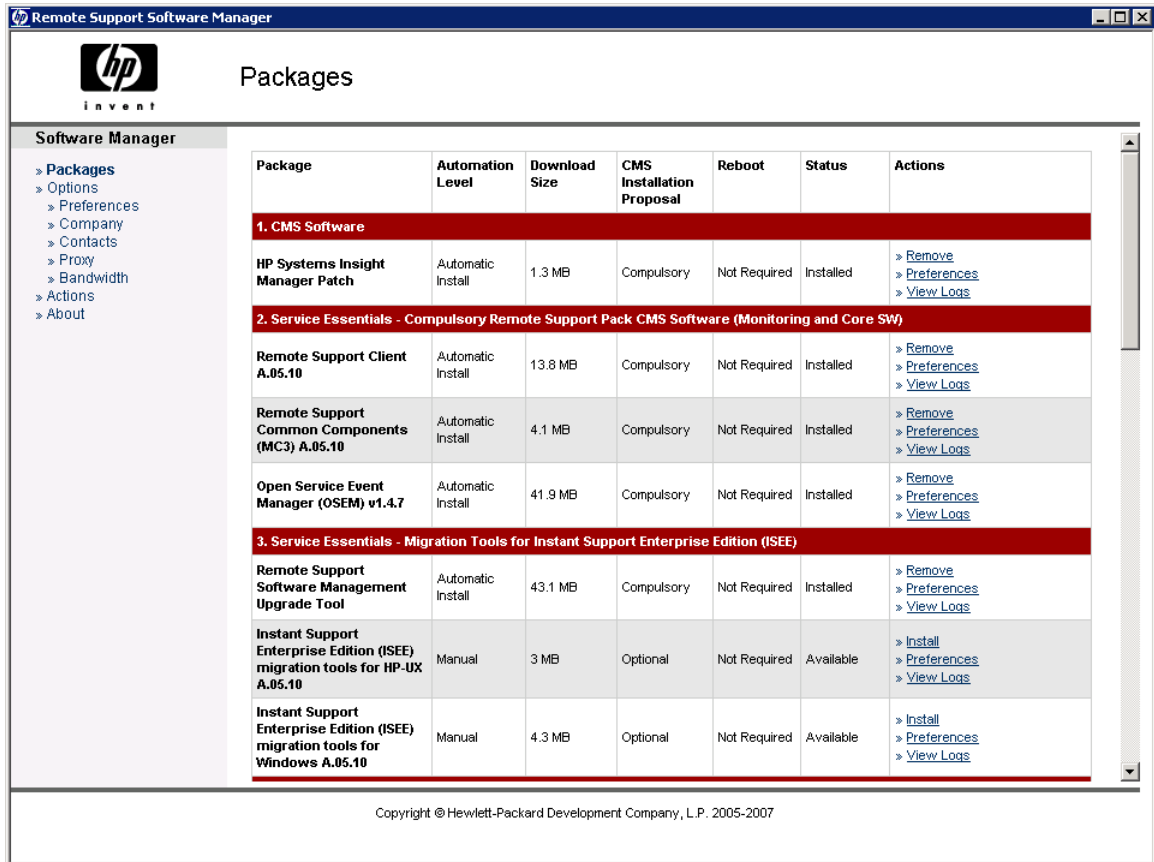 Remote Support Software Manager
hp
invent
Packages
Software Manager
» Packages
» Options
» Preferences
» Company
» Contacts
» Proxy
» Bandwidth
» Actions
» About
Package
Automation
Level
Download
Size
CMS
Installation
Proposal
Reboot
Status
Actions
1. CMS Software
HP Systems Insight
Manager Patch
Automatic
Install
1.3 MB
Compulsory
Not Required
Installed
» Remove
» Preferences
» View Logs
2. Service Essentials - Compulsory Remote Support Pack CMS Software (Monitoring and Core SW)
Remote Support Client
A.05.10
Automatic
Install
13.8 MB
Compulsory
Not Required
Installed
» Remove
» Preferences
» View Logs
Remote Support
Common Components
(MC3) A.05.10
Automatic
Install
4.1 MB
Compulsory
Not Required
Installed
» Remove
» Preferences
» View Logs
Open Service Event
Manager (OSEM) v1.4.7
Automatic
Install
41.9 MB
Compulsory
Not Required
Installed
» Remove
» Preferences
» View Logs
3. Service Essentials - Migration Tools for Instant Support Enterprise Edition (ISEE)
Remote Support
Software Management
Upgrade Tool
Automatic
Install
43.1 MB
Compulsory
Not Required
Installed
» Remove
» Preferences
» View Logs
Instant Support
Enterprise Edition (ISEE)
migration tools for HP-UX
A.05.10
Manual
3 MB
Optional
Not Required
Available
» Install
» Preferences
» View Logs
Instant Support
Enterprise Edition (ISEE)
migration tools for
Windows A.05.10
Manual
4.3 MB
Optional
Not Required
Available
» Install
» Preferences
» View Logs
Copyright © Hewlett-Packard Development Company, L.P. 2005-2007